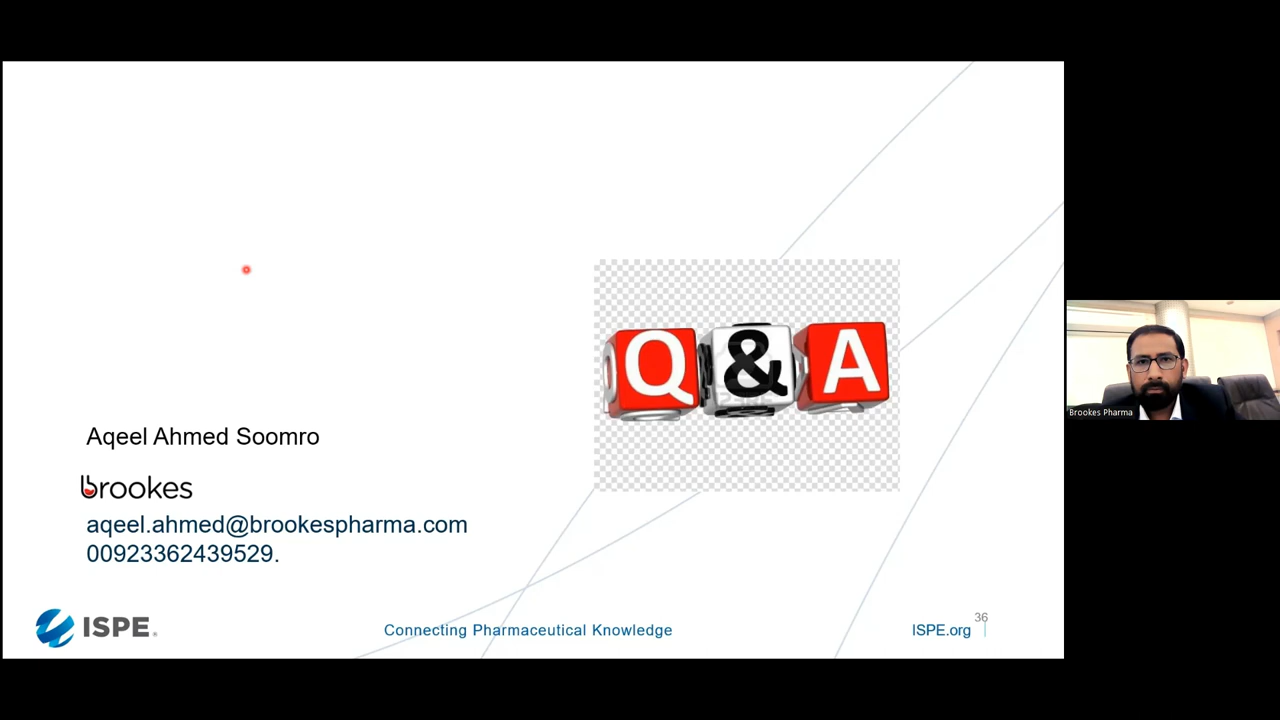 Q & A
Aqeel Ahmed Soomro
brookes
aqeel.ahmed@brookespharma.com
00923362439529.
ISPE®
Connecting Pharmaceutical Knowledge
ISPE.org
36
Brookes Pharma